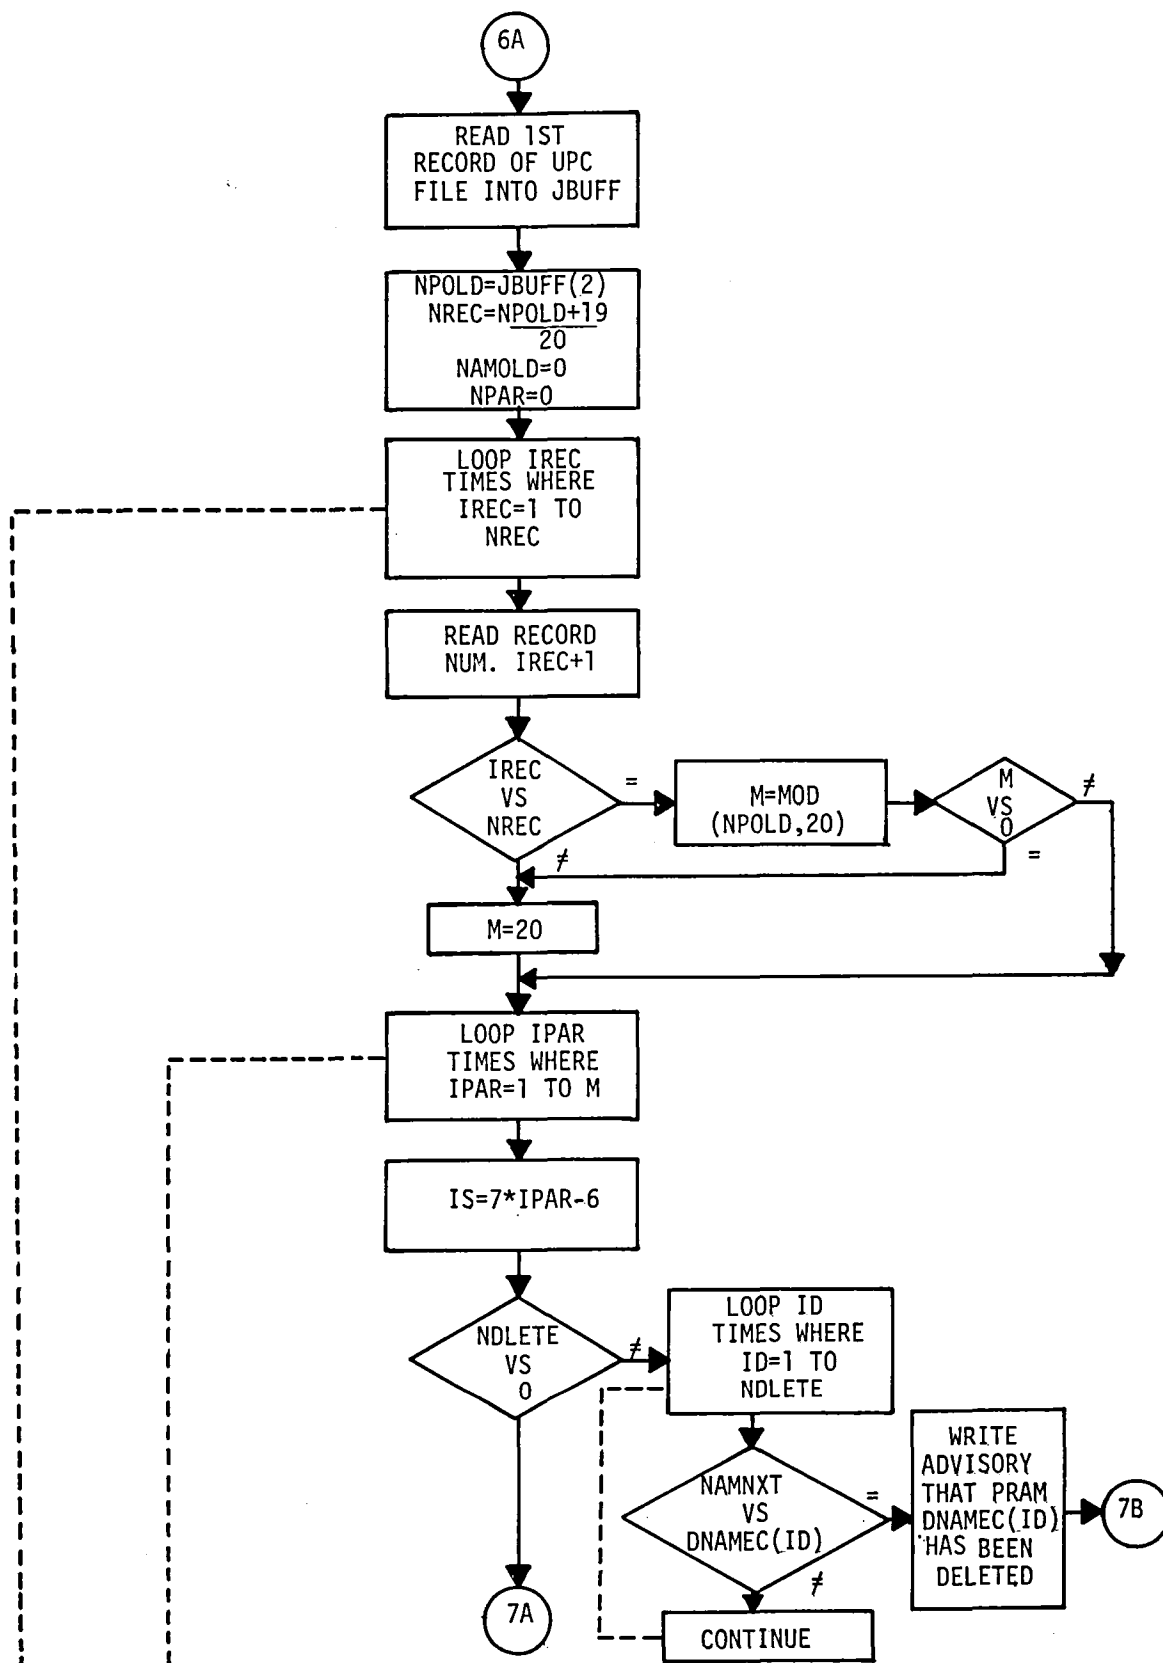 6A
READ 1ST
RECORD OF UPC
FILE INTO JBUFF
NPOLD=JBUFF(2)
NREC=NPOLD+19
20
NAMOLD=0
NPAR=0
LOOP IREC
TIMES WHERE
IREC=1 TO
NREC
READ RECORD
NUM. IREC+1
IREC
VS
NREC
=
≠
M=MOD
(NPOLD,20)
M
VS
0
≠
=
M=20
LOOP IPAR
TIMES WHERE
IPAR=1 TO M
IS=7*IPAR-6
NDLETE
VS
0
≠
LOOP ID
TIMES WHERE
ID=1 TO
NDLETE
NAMNXT
VS
DNAMEC(ID)
=
≠
WRITE
ADVISORY
THAT PRAM
DNAMEC(ID)
HAS BEEN
DELETED
7B
7A
CONTINUE